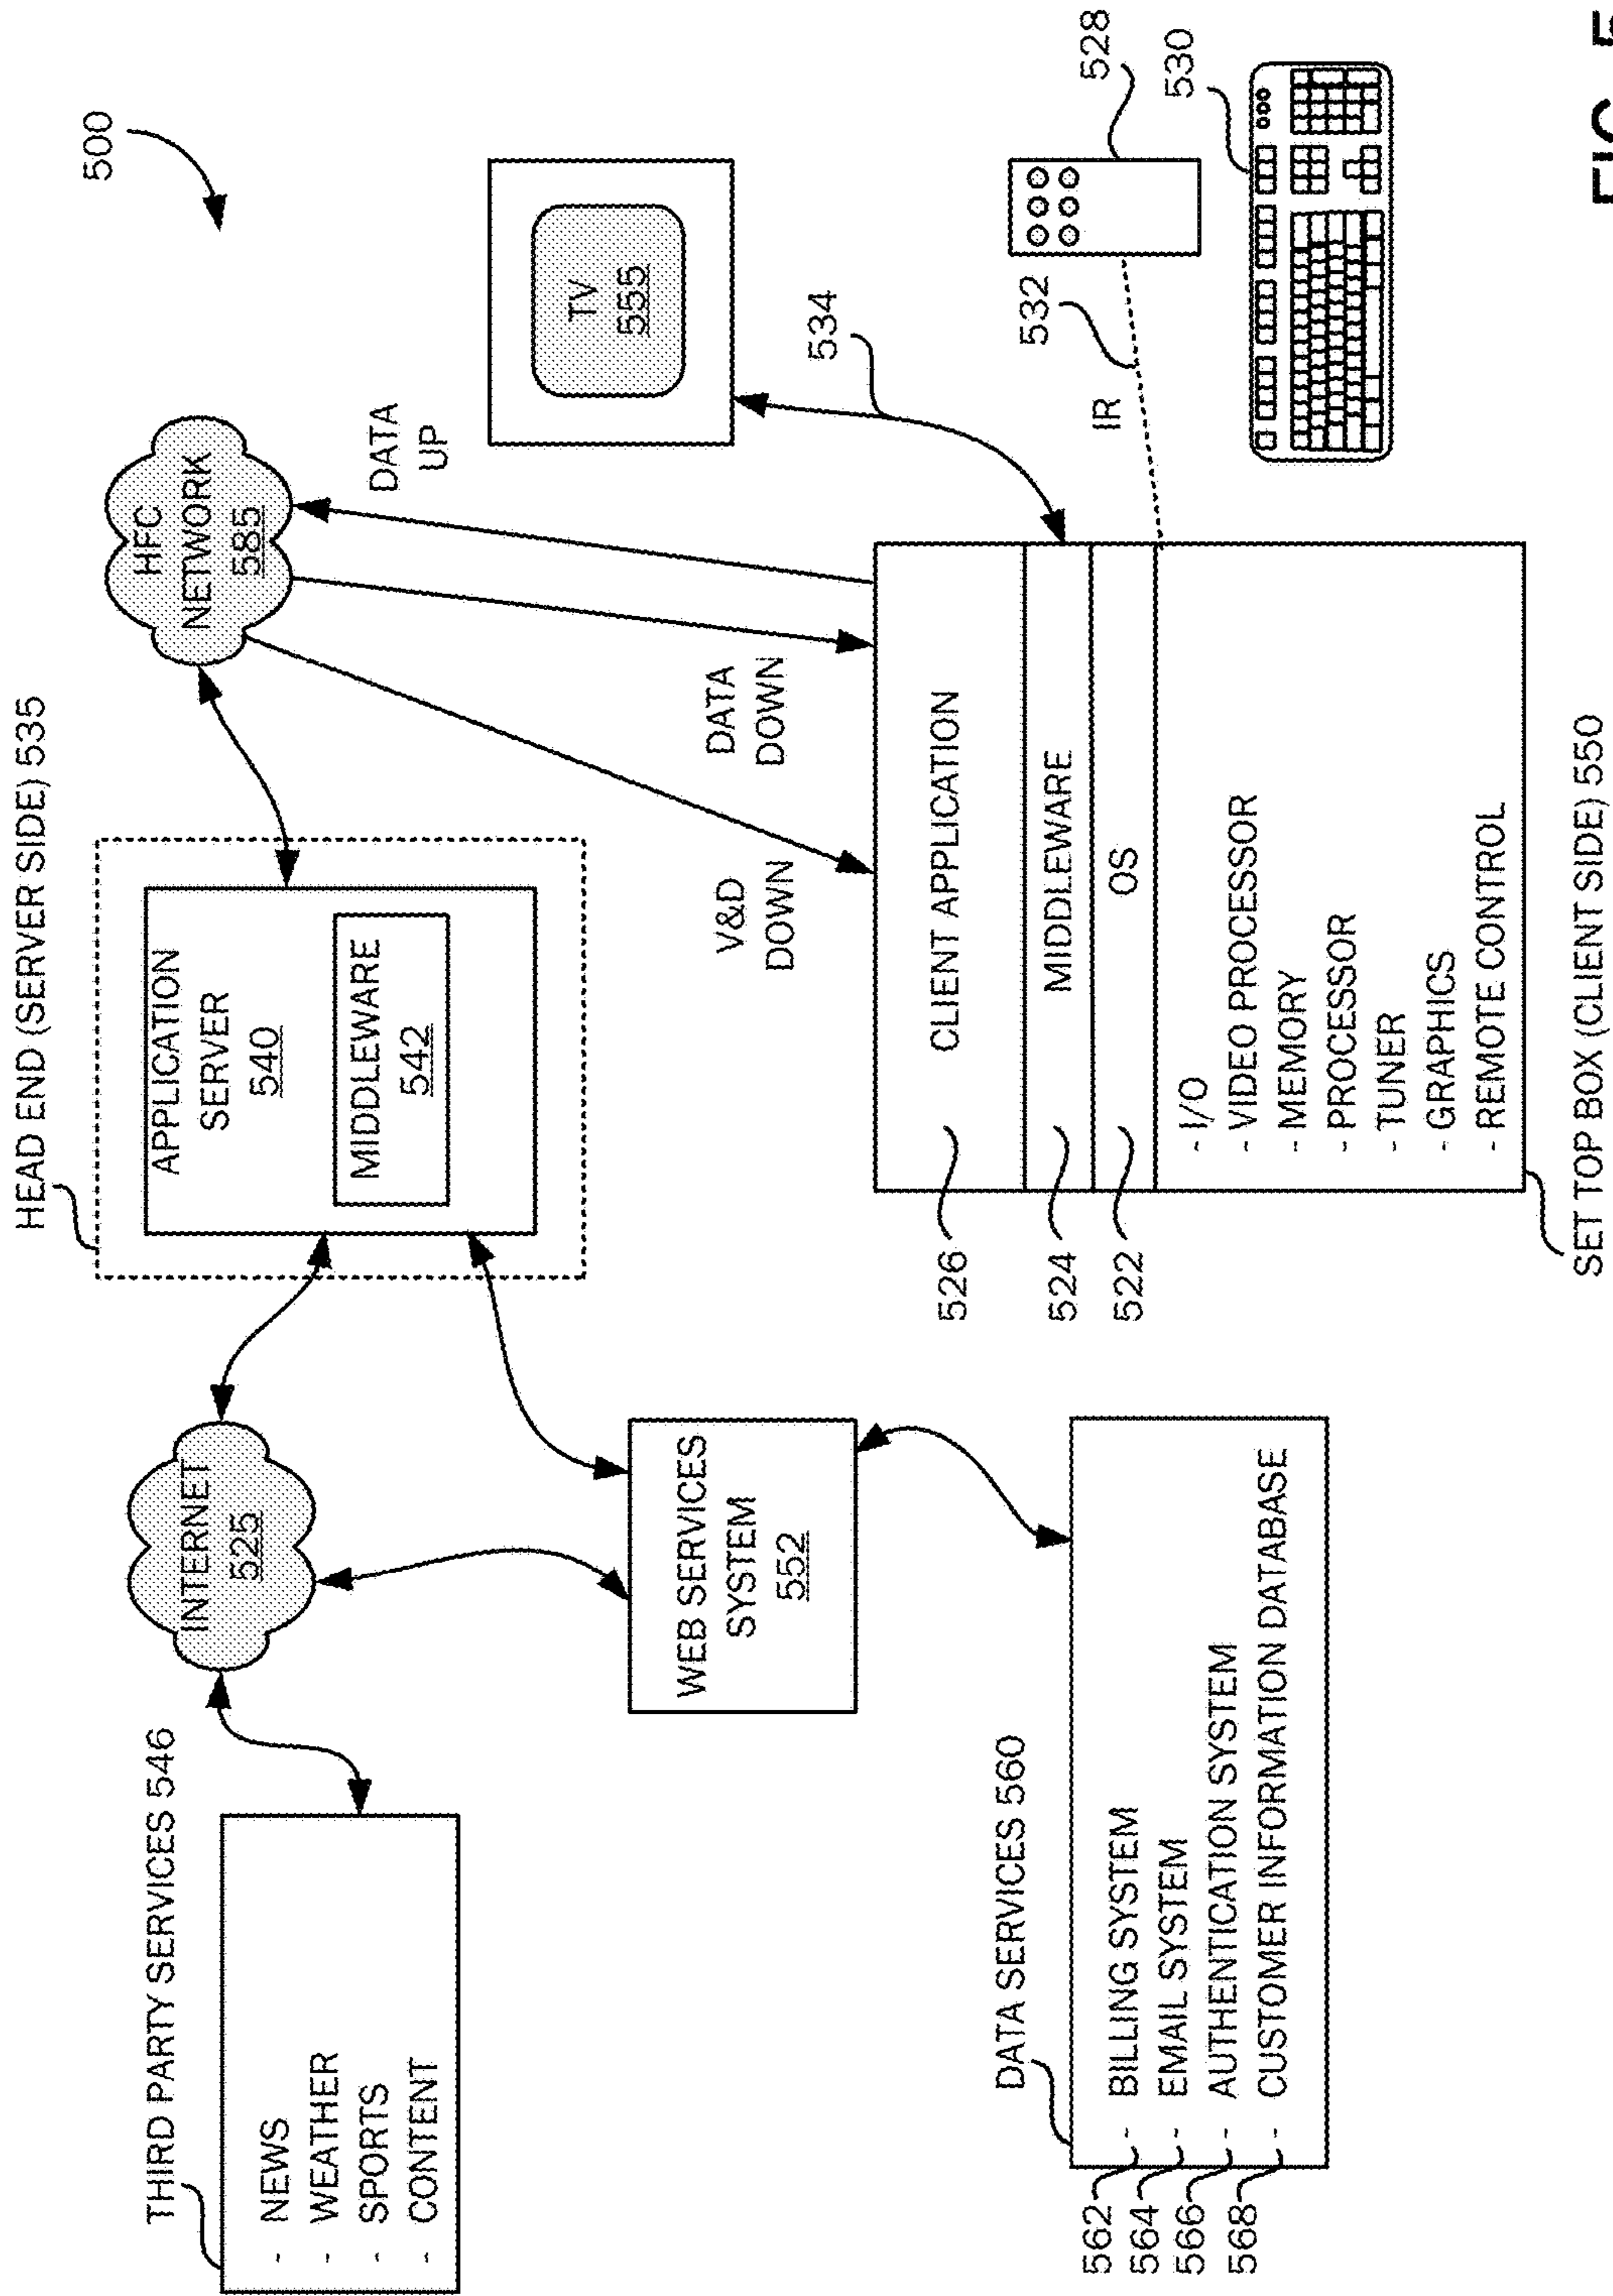 500
HEAD END (SERVER SIDE) 535
THIRD PARTY SERVICES 546
- NEWS
- WEATHER
- SPORTS
- CONTENT
INTERNET
525
APPLICATION
SERVER
540
MIDDLEWARE
542
HFC
NETWORK
585
DATA
UP
DATA
DOWN
V&D
DOWN
TV
555
534
WEB SERVICES
SYSTEM
552
DATA SERVICES 560
562
- BILLING SYSTEM
564
- EMAIL SYSTEM
566
- AUTHENTICATION SYSTEM
568
- CUSTOMER INFORMATION DATABASE
526
CLIENT APPLICATION
524
MIDDLEWARE
522
OS
- I/O
- VIDEO PROCESSOR
- MEMORY
- PROCESSOR
- TUNER
- GRAPHICS
- REMOTE CONTROL
SET TOP BOX (CLIENT SIDE) 550
IR
532
528
530